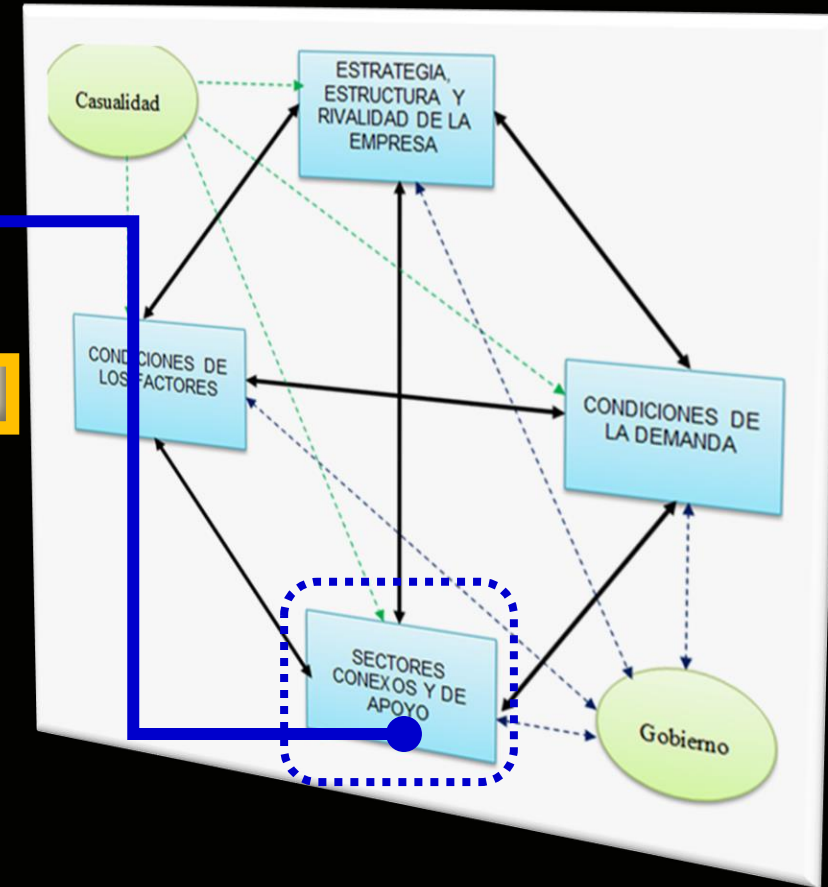 Casualidad
ESTRATEGIA,
ESTRUCTURA Y
RIVALIDAD DE LA
EMPRESA
CONDICIONES DE
LOS FACTORES
CONDICIONES DE
LA DEMANDA
SECTORES
CONEXOS Y DE
APOYO
Gobierno